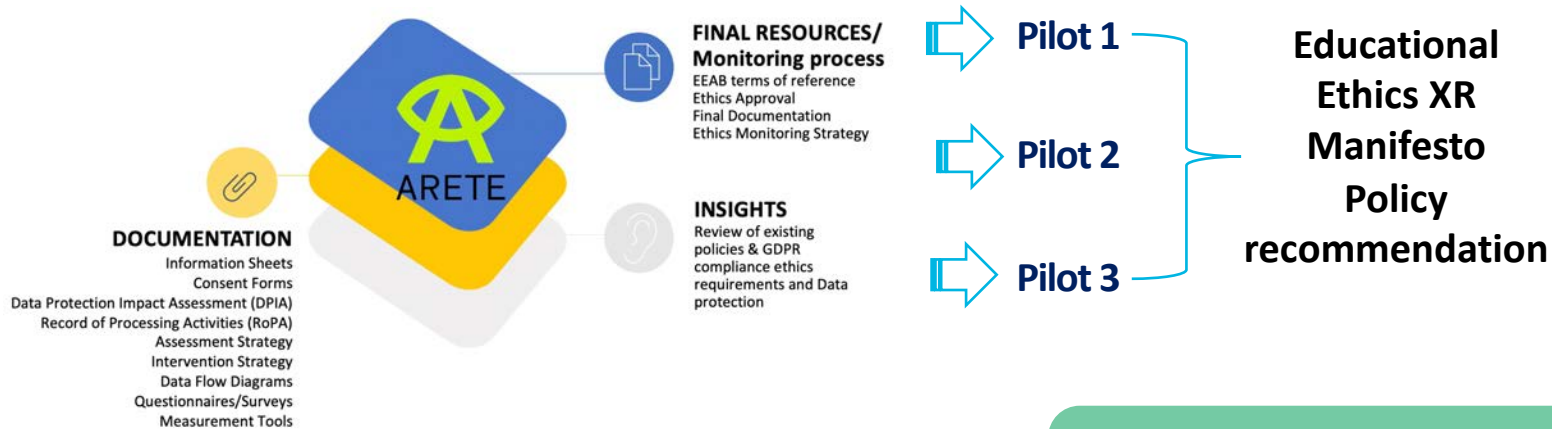 FINAL RESOURCES/
Monitoring process
EEAB terms of reference
Ethics Approval
Final Documentation
Ethics Monitoring Strategy
ARETE
DOCUMENTATION
Information Sheets
Consent Forms
Data Protection Impact Assessment (DPIA)
Record of Processing Activities (RoPA)
Assessment Strategy
Intervention Strategy
Data Flow Diagrams
Questionnaires/Surveys
Measurement Tools
INSIGHTS
Review of existing
policies & GDPR
compliance ethics
requirements and Data
protection
Pilot 1
Pilot 2
Pilot 3
Educational
Ethics XR
Manifesto
Policy
recommendation